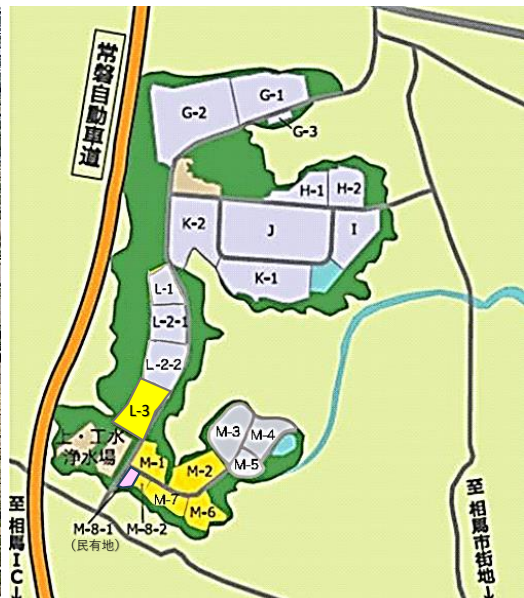 常磐自動車道
G-1
G-2
G-3
H-1
H-2
K-2
J
I
K-1
L-1
L-2-1
L-2-2
L-3
上・工水
浄水場
M-3
M-4
M-5
M-1
M-2
M-7
M-6
M-8-1
(民有地)
M-8-2
至相馬IC↓
至相馬市街地↓